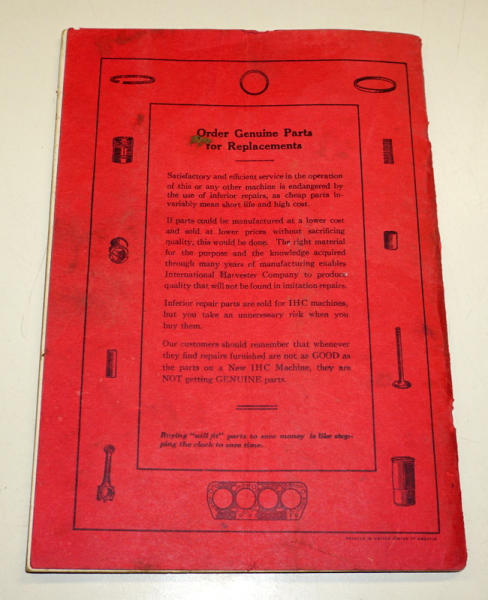 Order Genuine Parts
for Replacements
Satisfactory and efficient service in the operation
of this or any other machine is endangered by
the use of inferior repairs, as cheap parts in-
variably mean short life and high cost.
If parts could be manufactured at a lower cost
and sold at lower prices without sacrificing
quality, this would be done. The right material
for the purpose and the knowledge acquired
through many years of manufacturing enables
International Harvester Company to produce
quality that will not be found in imitation repairs.
Inferior repair parts are sold for IHC machines,
but you take an unnecessary risk when you
buy them.
Our customers should remember that whenever
they find repairs furnished are not as GOOD as
the parts on a New IHC Machine, they are
NOT getting GENUINE parts.
Buying "will fit" parts to save money is like stop-
ping the clock to save time.
PRINTED IN UNITED STATES OF AMERICA